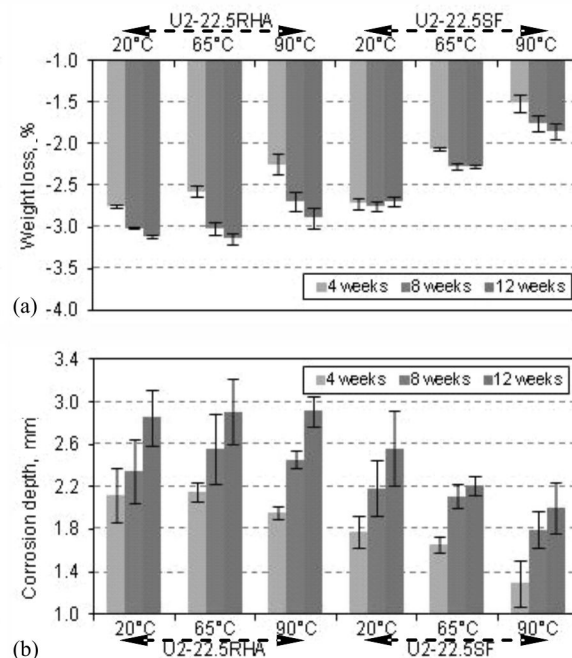 U2-22.5RHA U2-22.5SF
20°C 65°C 90°C 20°C 65°C 90°C
-1.0
-1.5
-2.0
-2.5
-3.0
-3.5
-4.0
Weight loss, %
4 weeks 8 weeks 12 weeks
(a)
3.4
3.0
2.6
2.2
1.8
1.4
1.0
Corrosion depth, mm
4 weeks 8 weeks 12 weeks
20°C 65°C 90°C 20°C 65°C 90°C
U2-22.5RHA U2-22.5SF
(b)